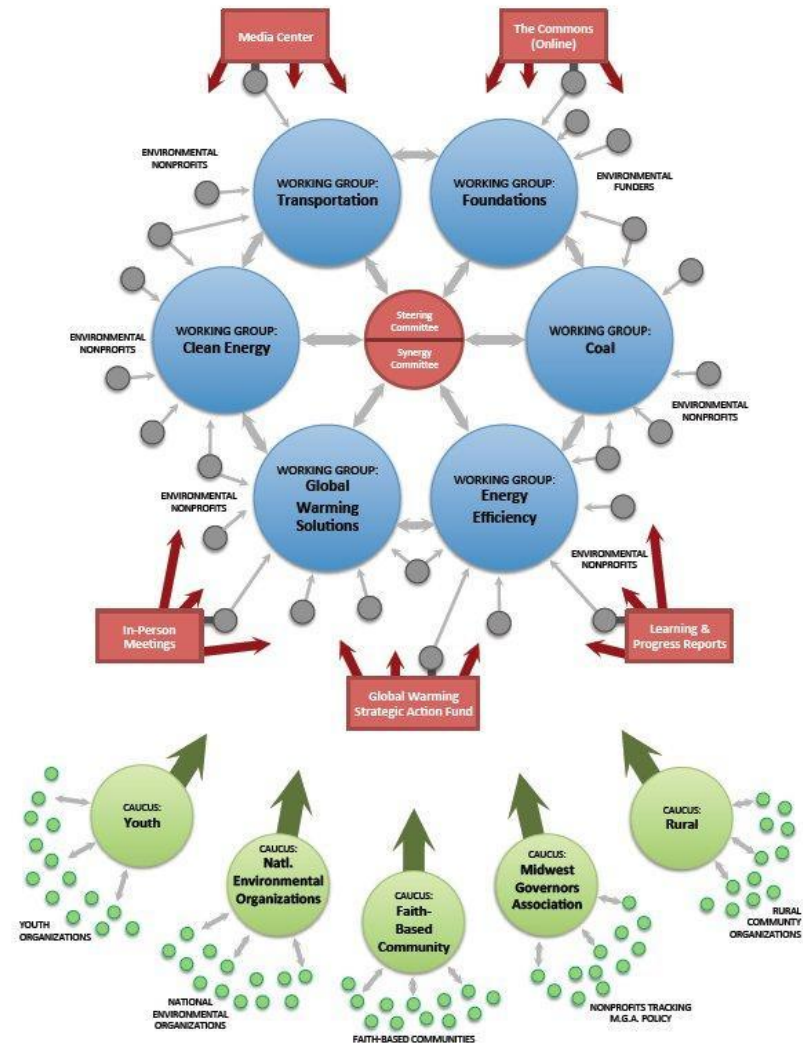 Media Center
The Commons
(Online)
ENVIRONMENTAL
NONPROFITS
WORKING GROUP:
Transportation
WORKING GROUP:
Foundations
ENVIRONMENTAL
FUNDERS
WORKING GROUP:
Clean Energy
ENVIRONMENTAL
NONPROFITS
Steering
Committee
Synergy
Committee
WORKING GROUP:
Coal
ENVIRONMENTAL
NONPROFITS
ENVIRONMENTAL
NONPROFITS
WORKING GROUP:
Global
Warming
Solutions
WORKING GROUP:
Energy
Efficiency
ENVIRONMENTAL
NONPROFITS
In-Person
Meetings
Learning &
Progress Reports
Global Warming
Strategic Action Fund
CAUCUS:
Youth
CAUCUS:
Natl.
Environmental
Organizations
CAUCUS:
Faith-
Based
Community
CAUCUS:
Midwest
Governors
Association
CAUCUS:
Rural
YOUTH
ORGANIZATIONS
NATIONAL
ENVIRONMENTAL
ORGANIZATIONS
FAITH-BASED COMMUNITIES
NONPROFITS TRACKING
M.G.A. POLICY
RURAL
COMMUNTY
ORGANIZATIONS